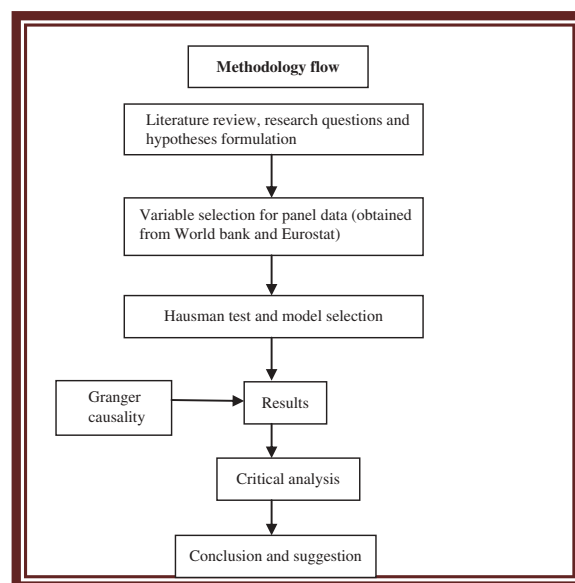 Methodology flow
Literature review, research questions and
hypotheses formulation
Variable selection for panel data (obtained
from World bank and Eurostat)
Hausman test and model selection
Granger
causality
Results
Critical analysis
Conclusion and suggestion